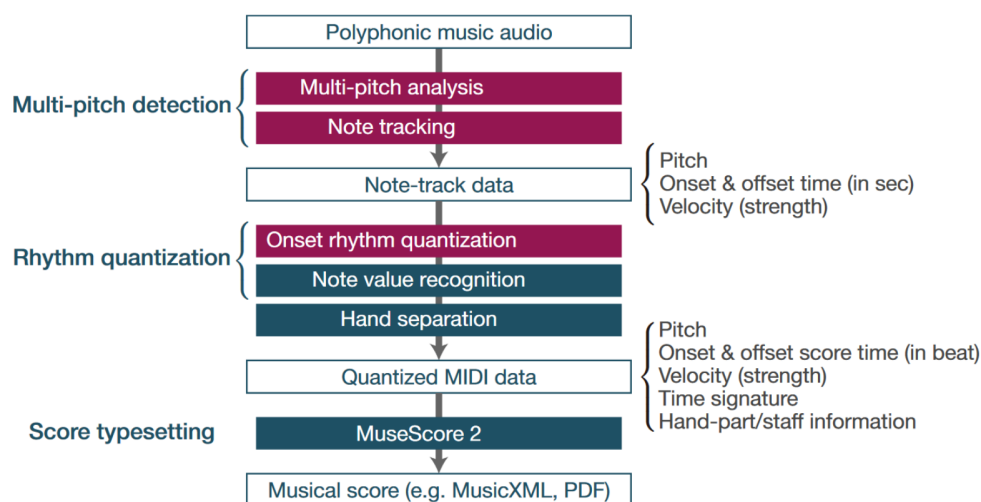 Polyphonic music audio
Multi-pitch detection
Multi-pitch analysis
Note tracking
Note-track data
Pitch
Onset & offset time (in sec)
Velocity (strength)
Rhythm quantization
Onset rhythm quantization
Note value recognition
Hand separation
Quantized MIDI data
Pitch
Onset & offset score time (in beat)
Velocity (strength)
Time signature
Hand-part/staff information
Score typesetting
MuseScore 2
Musical score (e.g. MusicXML, PDF)